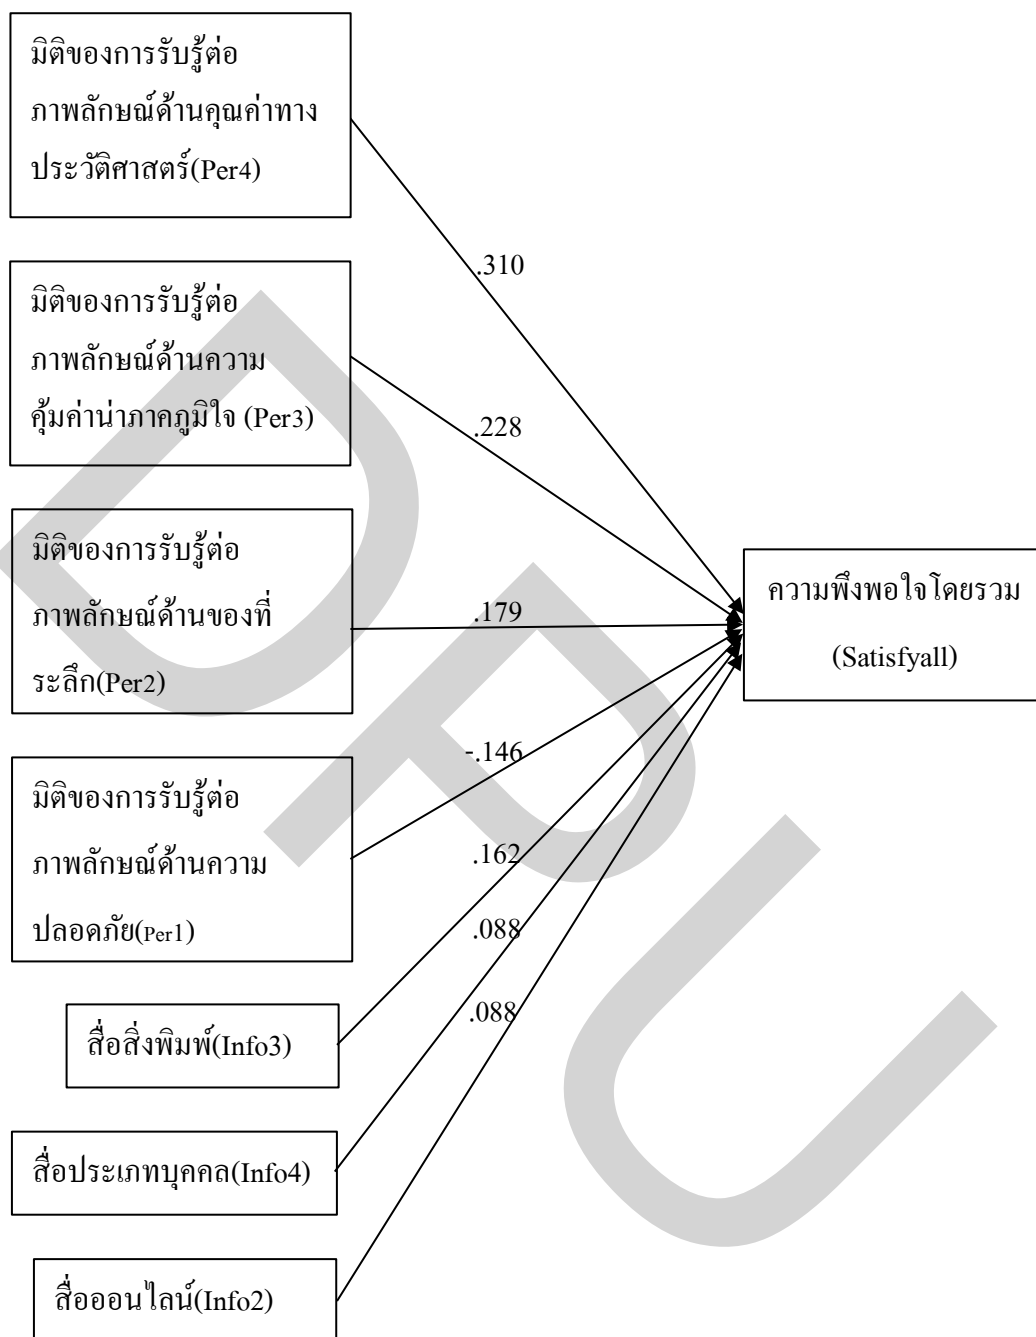 มิติของการรับรู้ต่อ
ภาพลักษณ์ด้านคุณค่าทาง
ประวัติศาสตร์(Per4)
.310
มิติของการรับรู้ต่อ
ภาพลักษณ์ด้านความ
คุ้มค่าน่าภาคภูมิใจ (Per3)
.228
มิติของการรับรู้ต่อ
ภาพลักษณ์ด้านของที่
ระลึก(Per2)
.179
ความพึงพอใจโดยรวม
(Satisfyall)
มิติของการรับรู้ต่อ
ภาพลักษณ์ด้านความ
ปลอดภัย(Per1)
-.146
.162
.088
.088
สื่อสิ่งพิมพ์(Info3)
สื่อประเภทบุคคล(Info4)
สื่อออนไลน์(Info2)
DPU